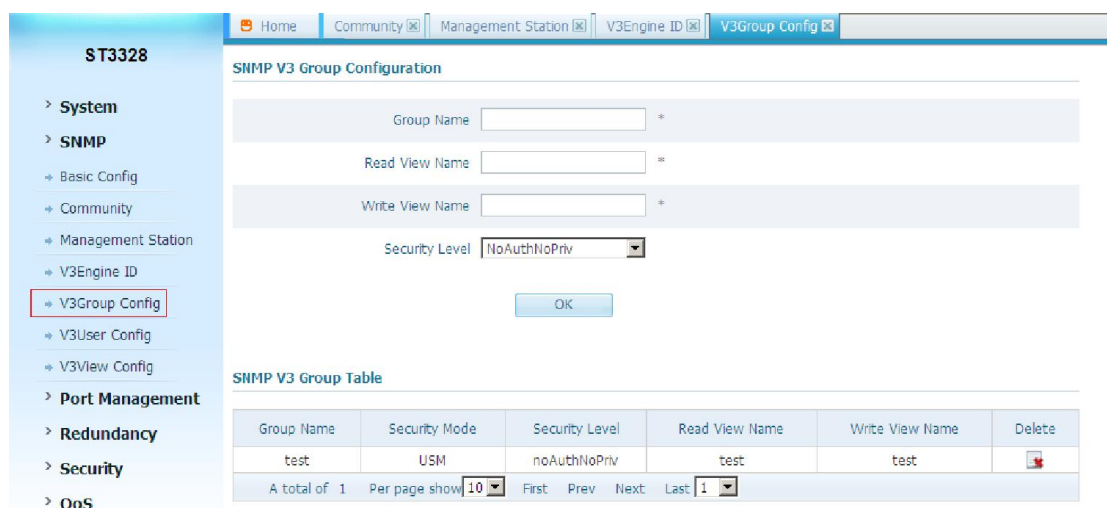 Home
Community
Management Station
V3Engine ID
V3Group Config
ST3328
System
SNMP
Basic Config
Community
Management Station
V3Engine ID
V3Group Config
V3User Config
V3View Config
Port Management
Redundancy
Security
QoS
SNMP V3 Group Configuration
Group Name *
Read View Name *
Write View Name *
Security Level NoAuthNoPriv
OK
SNMP V3 Group Table
Group Name Security Mode Security Level Read View Name Write View Name Delete
test USM noAuthNoPriv test test
A total of 1 Per page show 10 First Prev Next Last 1